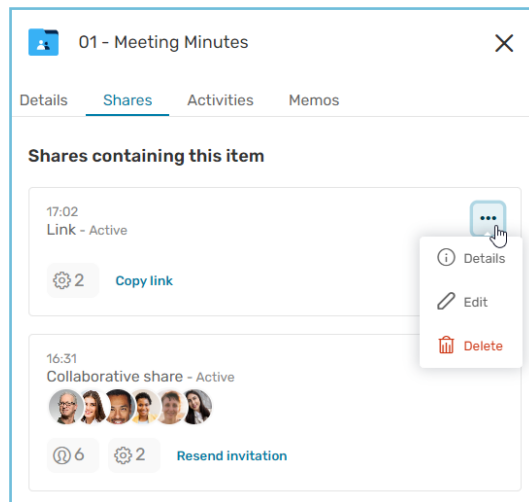 01 - Meeting Minutes
Details Shares Activities Memos
Shares containing this item
17:02
Link - Active
2 Copy link
Details
Edit
Delete
16:31
Collaborative share - Active
6 2 Resend invitation